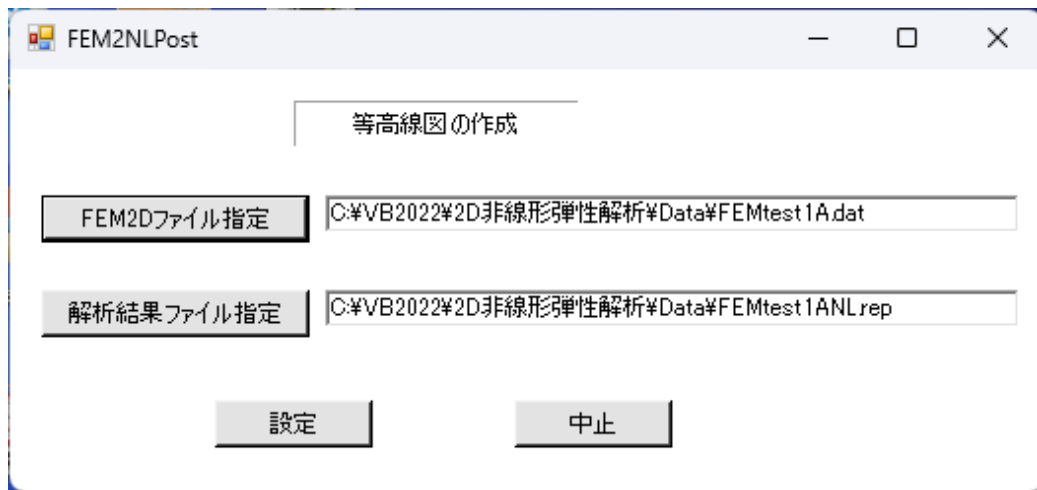 FEM2NLPost
等高線図の作成
FEM2Dファイル指定 C:¥VB2022¥2D非線形弾性解析¥Data¥FEMtest1A.dat
解析結果ファイル指定 C:¥VB2022¥2D非線形弾性解析¥Data¥FEMtest1ANL.rep
設定 中止